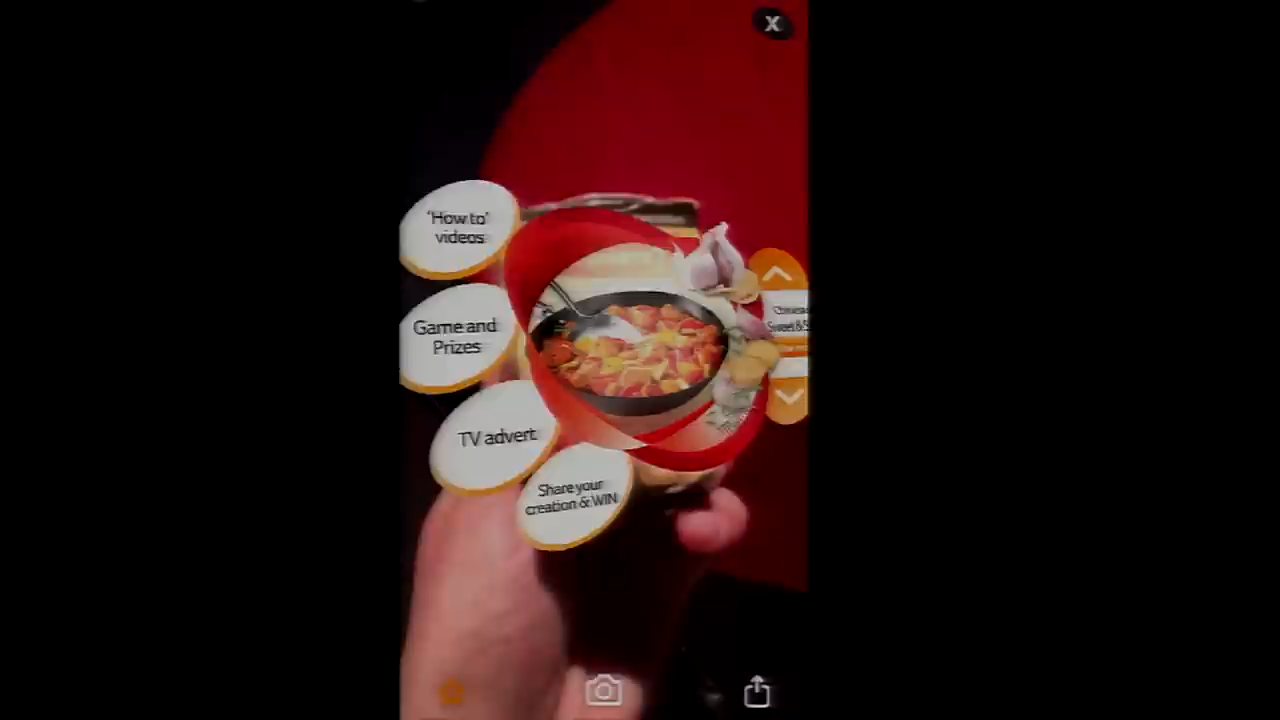 X
'How to'
videos
Game and
Prizes
TV advert
Share your
creation & WIN